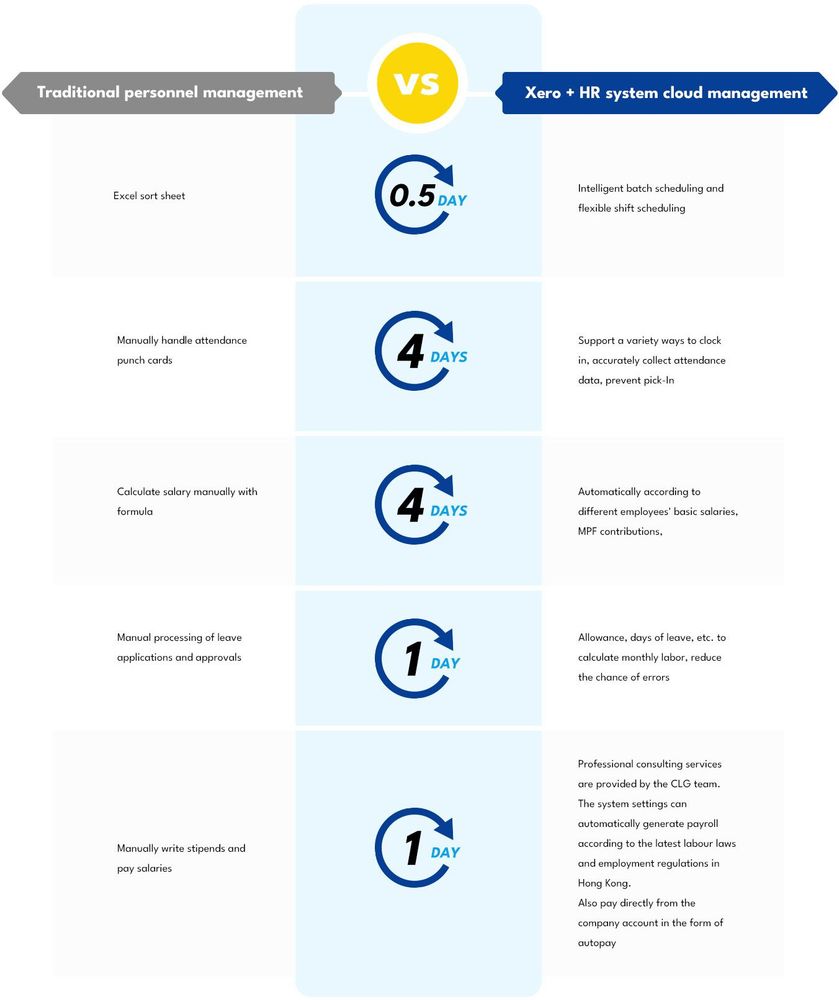 Traditional personnel management
VS
Xero + HR system cloud management
Excel sort sheet
0.5 DAY
Intelligent batch scheduling and
flexible shift scheduling
Manually handle attendance
punch cards
4 DAYS
Support a variety ways to clock
in, accurately collect attendance
data, prevent pick-In
Calculate salary manually with
formula
4 DAYS
Automatically according to
different employees' basic salaries,
MPF contributions,
Manual processing of leave
applications and approvals
1 DAY
Allowance, days of leave, etc. to
calculate monthly labor, reduce
the chance of errors
Manually write stipends and
pay salaries
1 DAY
Professional consulting services
are provided by the CLG team.
The system settings can
automatically generate payroll
according to the latest labour laws
and employment regulations in
Hong Kong.
Also pay directly from the
company account in the form of
autopay